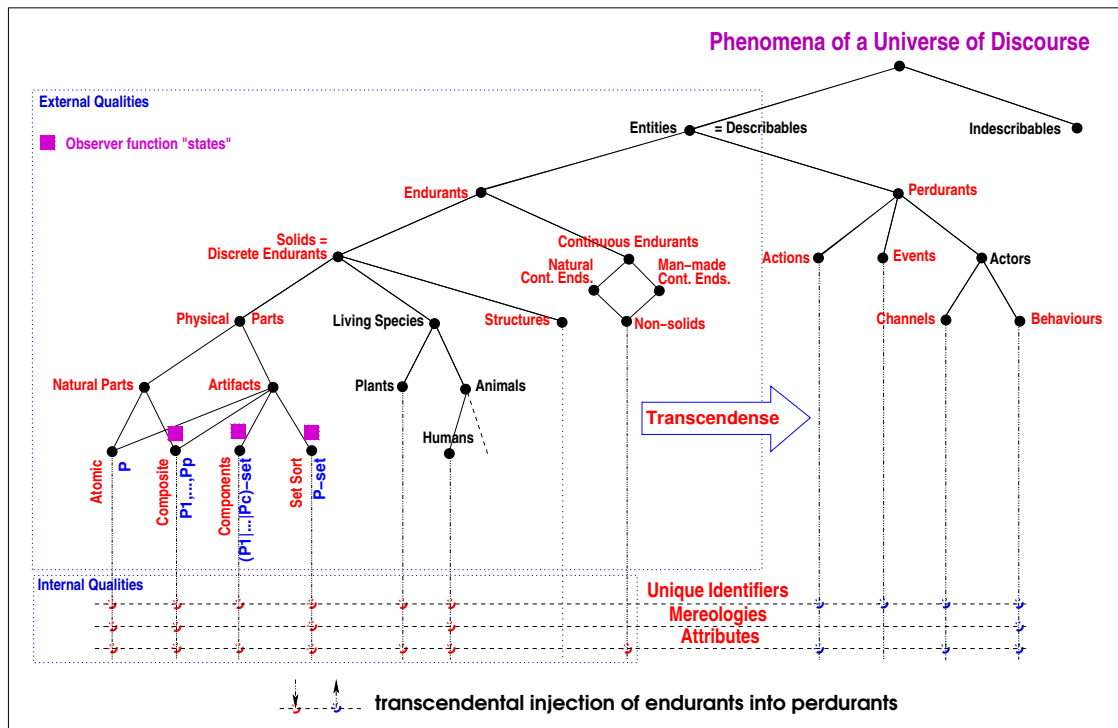 Phenomena of a Universe of Discourse
External Qualities
Observer function "states"
Entities
= Describables
Indescribables
Endurants
Perdurants
Solids =
Discrete Endurants
Continuous Endurants
Natural
Cont. Ends.
Man-made
Cont. Ends.
Actions
Events
Actors
Physical
Parts
Living Species
Structures
Non-solids
Channels
Behaviours
Natural Parts
Artifacts
Plants
Animals
Transcendense
Humans
Atomic
P
Composite
P1,...,Pp
Components
(P1|...|Pc)-set
Set Sort
P-set
Internal Qualities
Unique Identifiers
Mereologies
Attributes
transcendental injection of endurants into perdurants